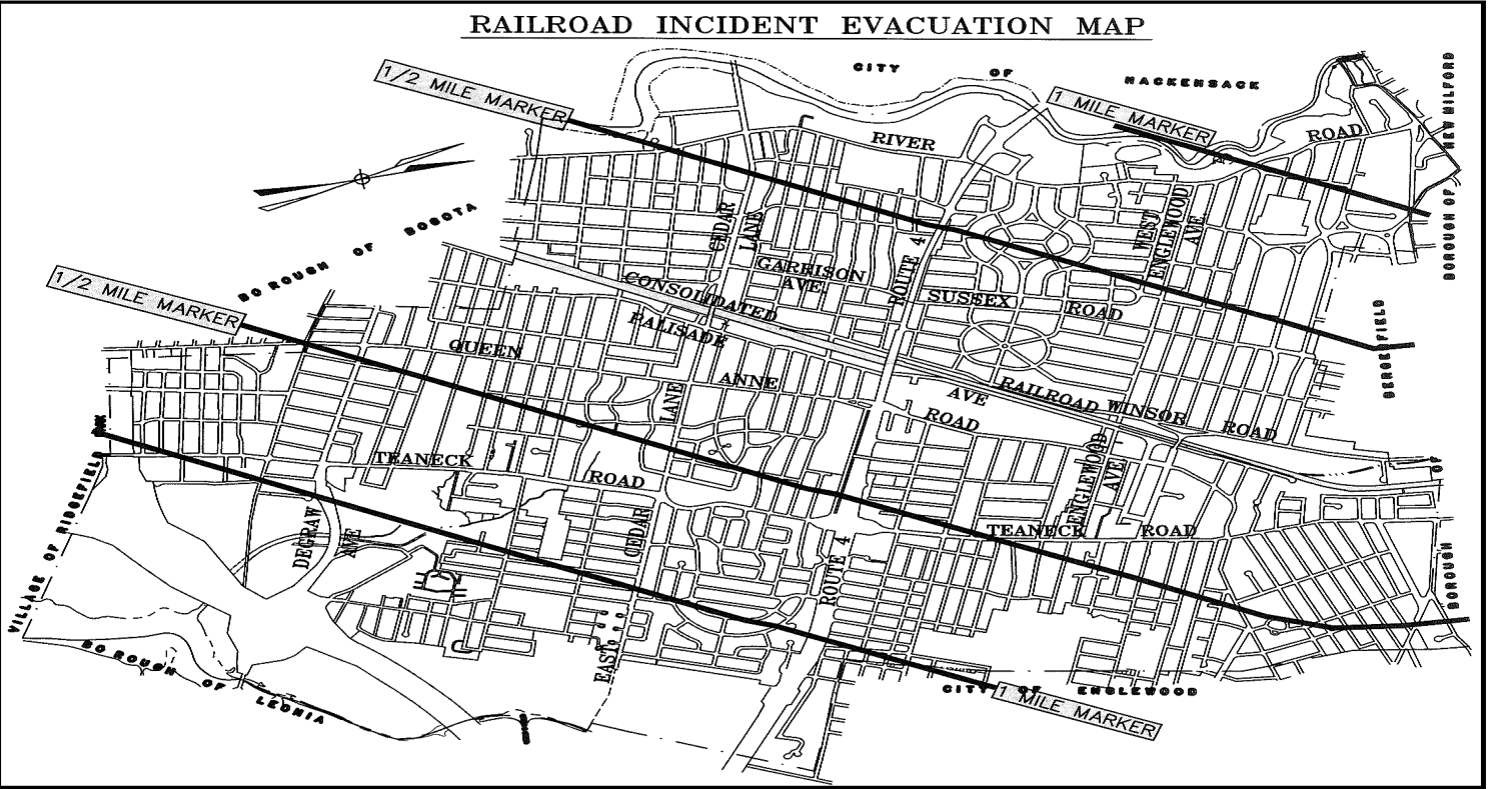 RAILROAD INCIDENT EVACUATION MAP
CITY OF HACKENSACK
1/2 MILE MARKER
1 MILE MARKER
RIVER
ROAD
BOROUGH OF NEW MILFORD
BOROUGH OF BOGOTA
CEDAR
LANE
WEST
ENGLEWOOD
AVE
ROUTE 4
GARRISON
AVE
SUSSEX
ROAD
1/2 MILE MARKER
CONSOLIDATED
RAILROAD
PALISADE
AVE
QUEEN
ANNE
ROAD
WINSOR
ROAD
BERGENFIELD
BOROUGH OF
LANE
CEDAR
EAST
TEANECK
ROAD
ENGLEWOOD
AVE
TEANECK
ROAD
DEGRAW
AVE
ROUTE 4
VILLAGE OF RIDGEFIELD
BOROUGH OF LEONIA
CITY OF ENGLEWOOD
1 MILE MARKER